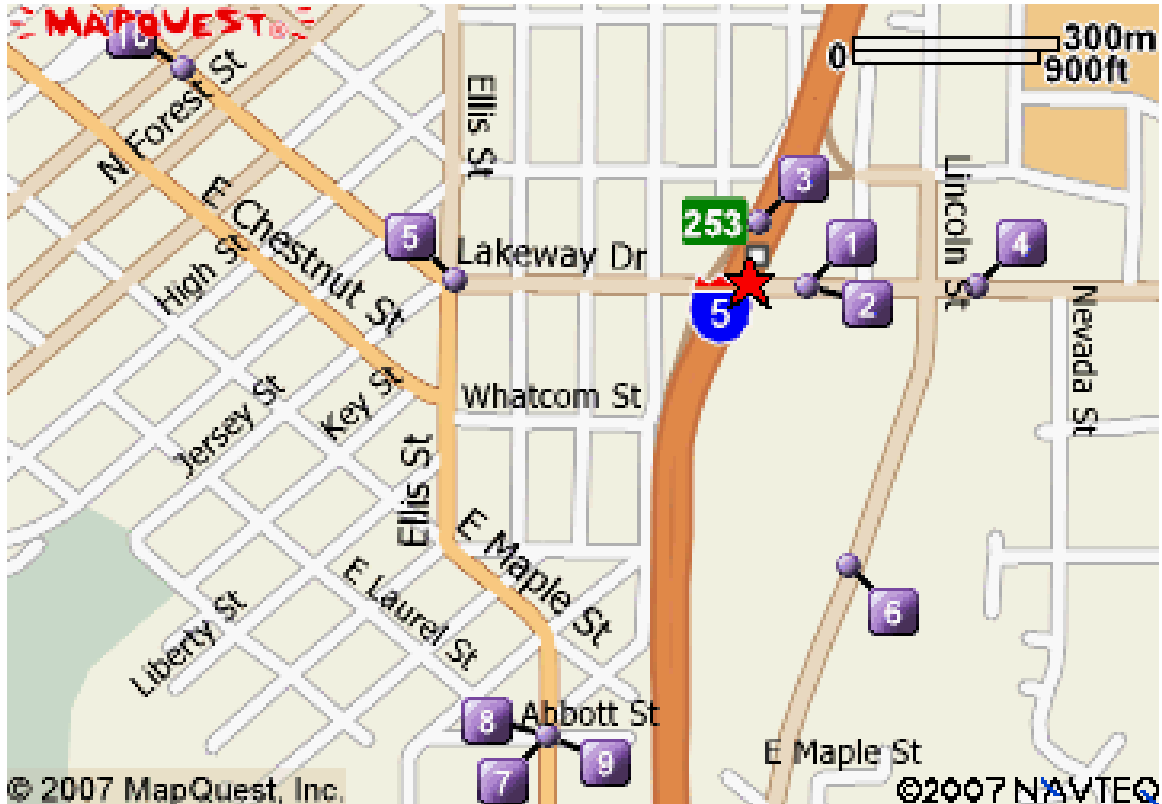 MAPQUEST®
10
N Forest St
Ellis St
0
300m
900ft
3
253
1
5
Lakeway Dr
Lincoln St
4
E Chestnut St
High St
5
2
Nevada St
Whatcom St
Key St
Jersey St
Ellis St
E Maple St
E Laurel St
6
Liberty St
8
Abbott St
7
9
E Maple St
© 2007 MapQuest, Inc.
©2007 NAVTEQ